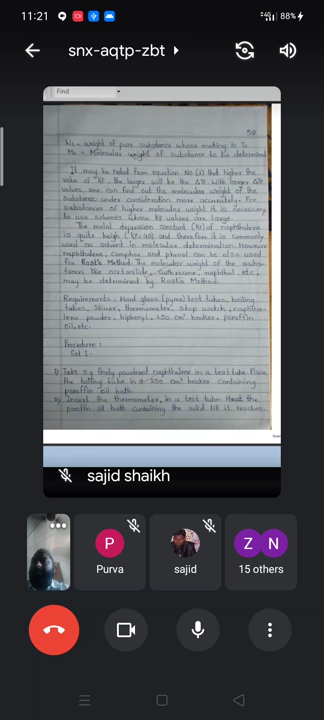 11:21
4G 88%
snx-aqtp-zbt
Find
50
Ws = weight of pure substance whose melting is To
Ms = Molecular weight of substance to be determined
It may be noted from equation No (1) that higher the
value of Kf the larger will be the ΔTf. With larger ΔTf
values, one can find out the molecular weight of the
substance under consideration more accurately. For
substances of higher molecular weight it is necessary
to use solvents whose Kf values are large.
The molal depression constant (Kf) of naphthalene
is quite heigh (Kf = 40) and therefore it is commonly
used as solvent in molecular determination. However
naphthalene, camphor and phenol can be also used
for Rast's Method. The molecular weight of the subs-
tances like acetanilide, anthracene, naphthol, etc,
may be determined by Rast's Method.
Requirements : Hard glass (pyrex) test tubes, boiling
tubes, stirrer, thermometer, stop watch, naphtha-
lene powder, biphenyl, 250 cm³ beaker, paraffin
oil, etc.
Procedure :
Set 1:
1) Take 5g finely powdered naphthalene in a test tube. Place
the boiling tube in a 250 cm³ beaker containing
paraffin oil bath.
2) Insert the thermometer, in a test tube. Heat the
paraffin oil bath containing the solid till it reaches
sajid shaikh
P
Z N
Purva
sajid
15 others